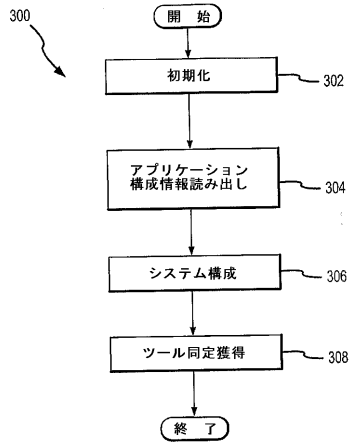 開 始
300
初期化
302
アプリケーション
構成情報読み出し
304
システム構成
306
ツール同定獲得
308
終 了